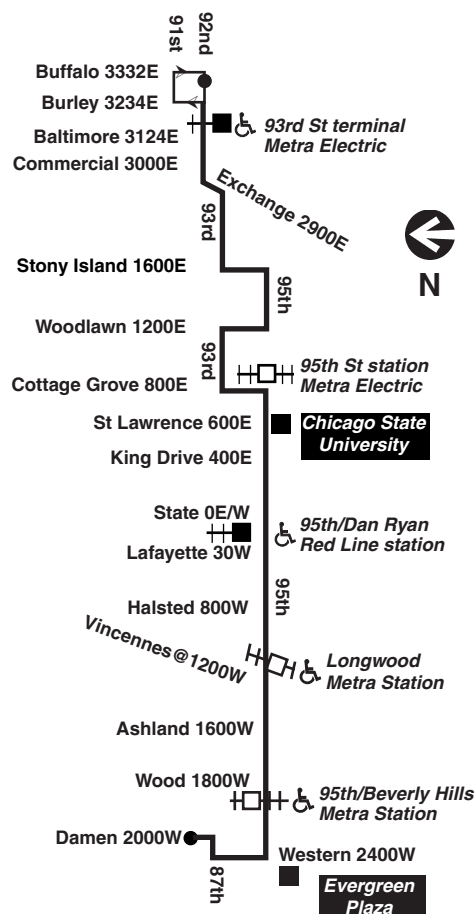 91st
92nd
Buffalo 3332E
Burley 3234E
Baltimore 3124E
93rd St terminal
Metra Electric
Commercial 3000E
Exchange 2900E
93rd
N
Stony Island 1600E
95th
Woodlawn 1200E
93rd
95th St station
Metra Electric
Cottage Grove 800E
St Lawrence 600E
Chicago State
University
King Drive 400E
State 0E/W
95th/Dan Ryan
Red Line station
Lafayette 30W
95th
Halsted 800W
Vincennes@1200W
Longwood
Metra Station
Ashland 1600W
Wood 1800W
95th/Beverly Hills
Metra Station
Damen 2000W
87th
Western 2400W
Evergreen
Plaza